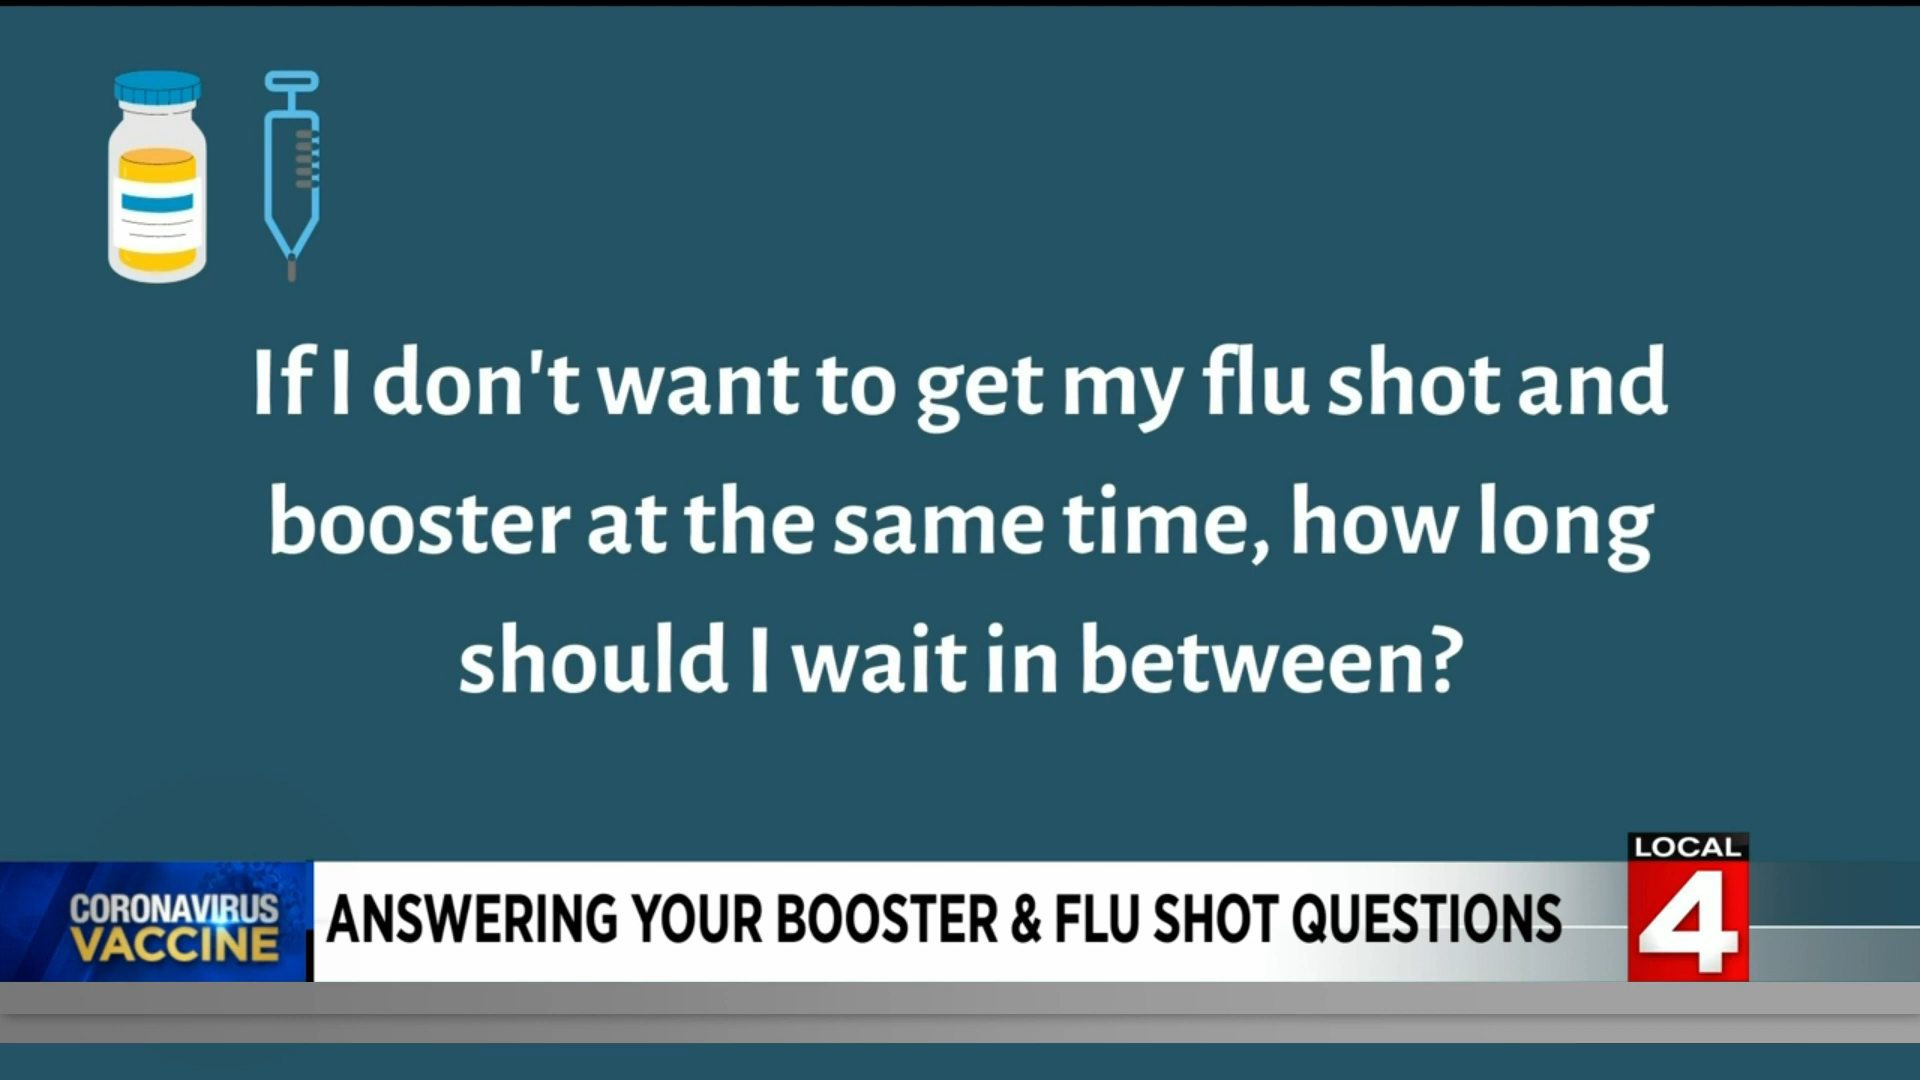 If I don't want to get my flu shot and
booster at the same time, how long
should I wait in between?
LOCAL
4
CORONAVIRUS
VACCINE
ANSWERING YOUR BOOSTER & FLU SHOT QUESTIONS